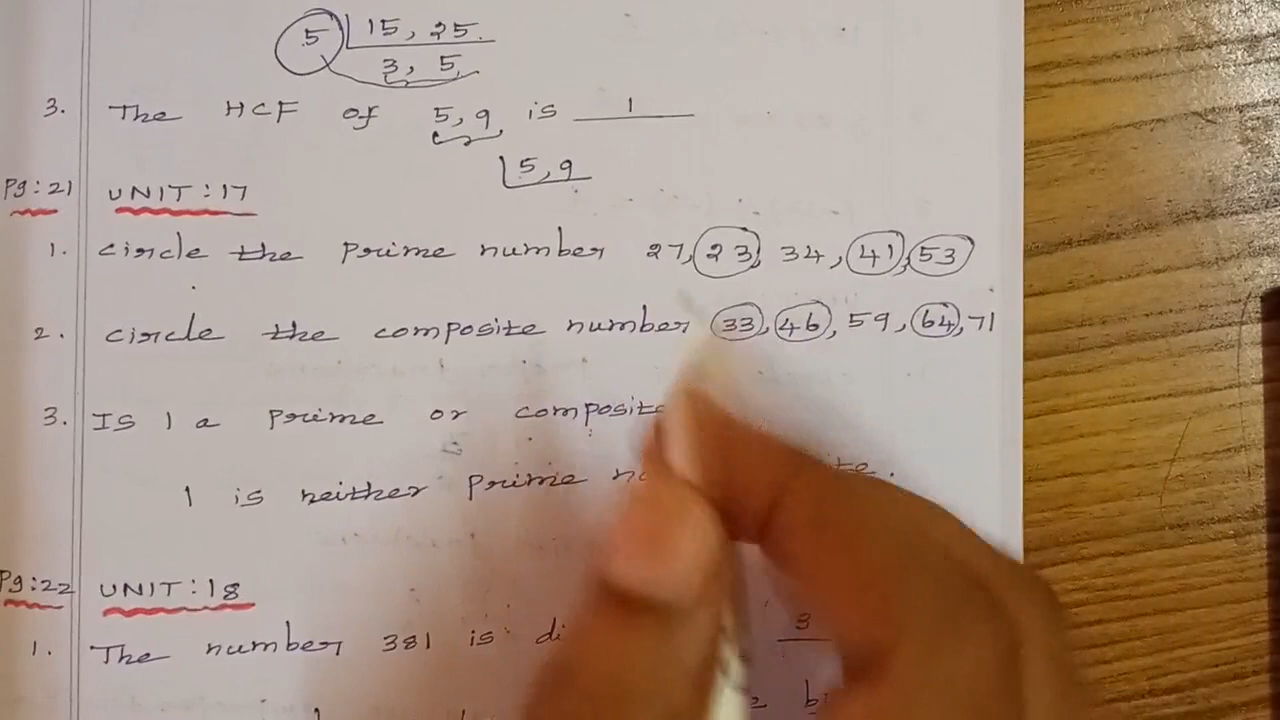 5 | 15, 25.
3, 5
3. The HCF of 5,9 is 1
5,9
Pg:21 UNIT:17
1. circle the prime number 27, 23, 34, 41, 53
2. circle the composite number 33, 46, 59, 64, 71
3. Is 1 a prime or composite
1 is neither prime
Pg:22 UNIT:18
1. The number 381 is 3